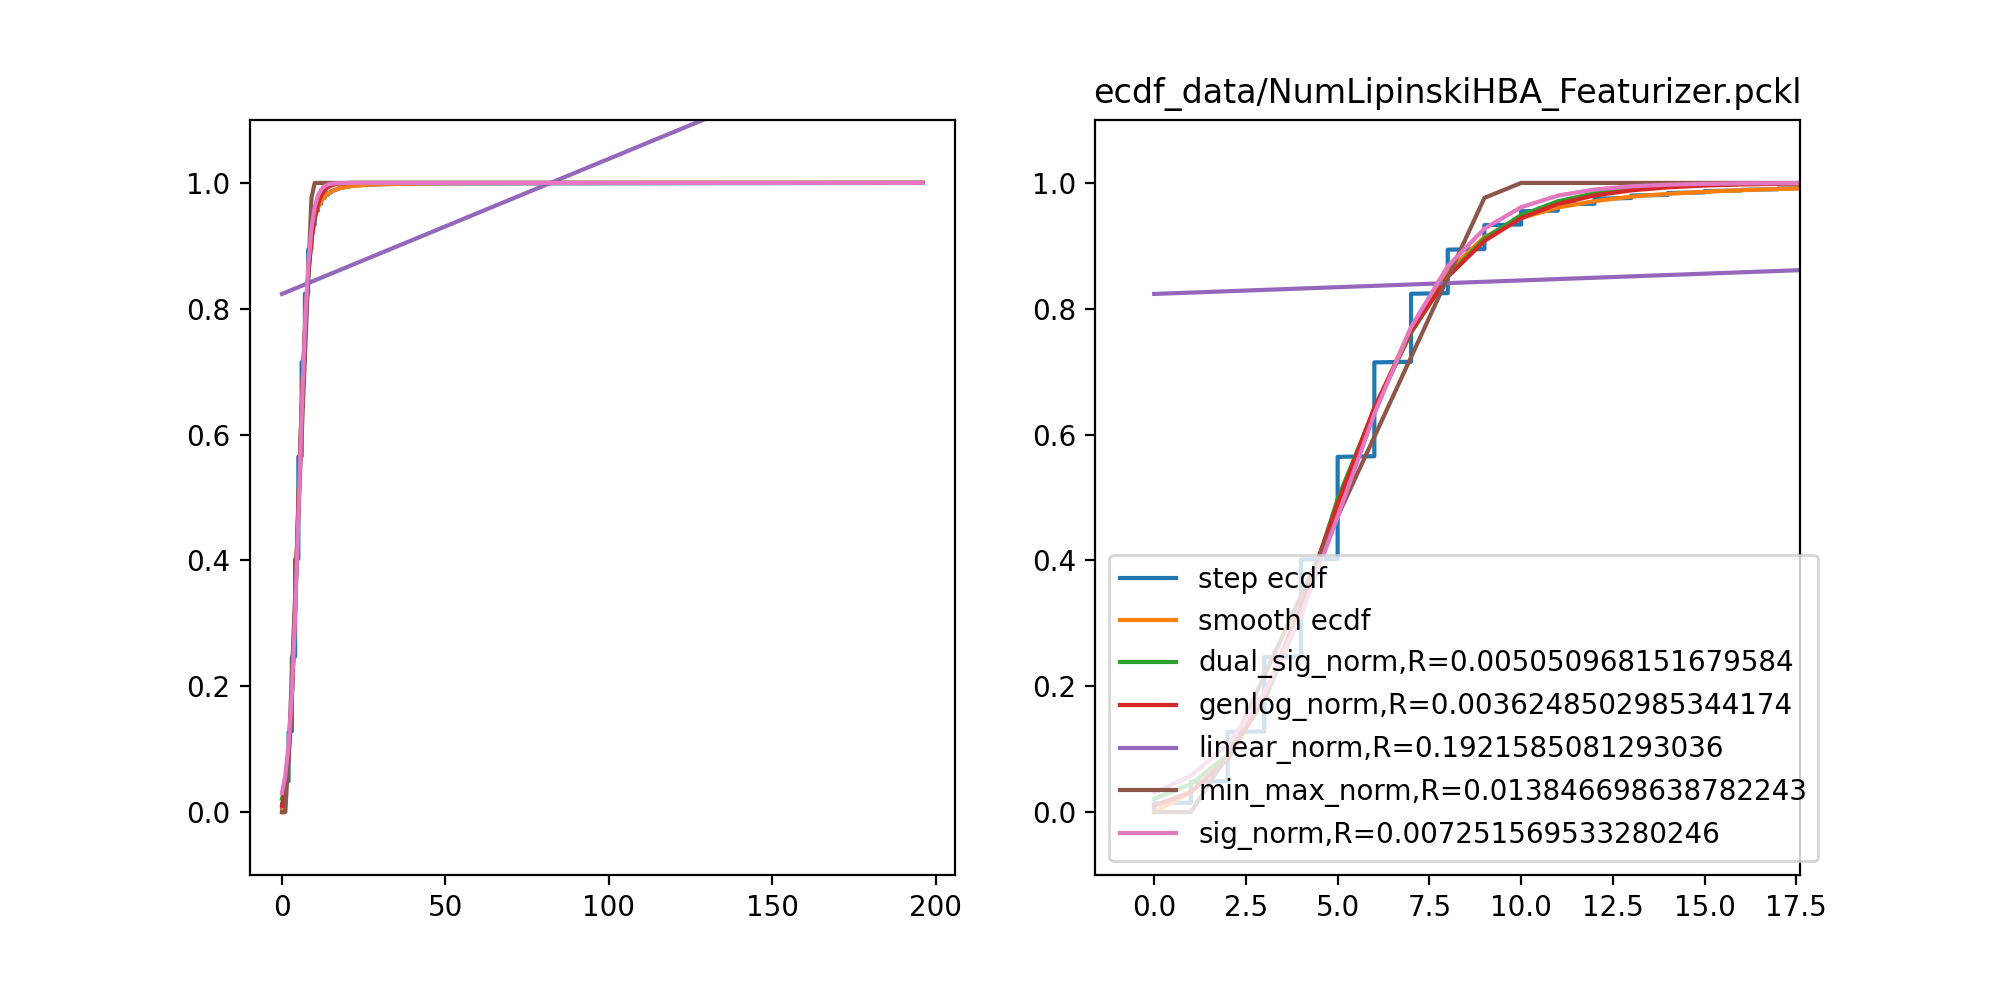 ecdf_data/NumLipinskiHBA_Featurizer.pckl
1.0
0.8
0.6
0.4
0.2
0.0
0 50 100 150 200
1.0
0.8
0.6
0.4
0.2
0.0
0.0 2.5 5.0 7.5 10.0 12.5 15.0 17.5
step ecdf
smooth ecdf
dual_sig_norm,R=0.005050968151679584
genlog_norm,R=0.0036248502985344174
linear_norm,R=0.1921585081293036
min_max_norm,R=0.013846698638782243
sig_norm,R=0.007251569533280246